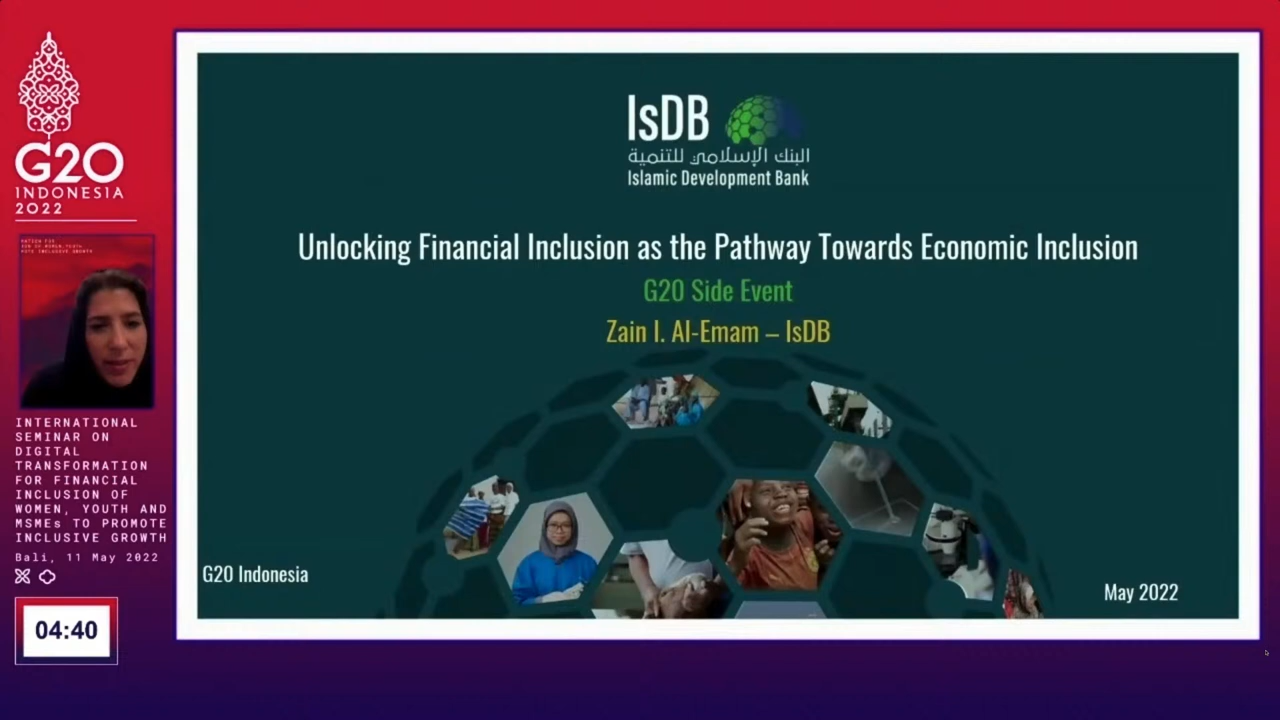 G20
INDONESIA
2022
INTERNATIONAL
SEMINAR ON
DIGITAL
TRANSFORMATION
FOR FINANCIAL
INCLUSION OF
WOMEN, YOUTH AND
MSMEs TO PROMOTE
INCLUSIVE GROWTH
Bali, 11 May 2022
04:40
IsDB
البنك الإسلامي للتنمية
Islamic Development Bank
Unlocking Financial Inclusion as the Pathway Towards Economic Inclusion
G20 Side Event
Zain I. Al-Emam – IsDB
G20 Indonesia
May 2022